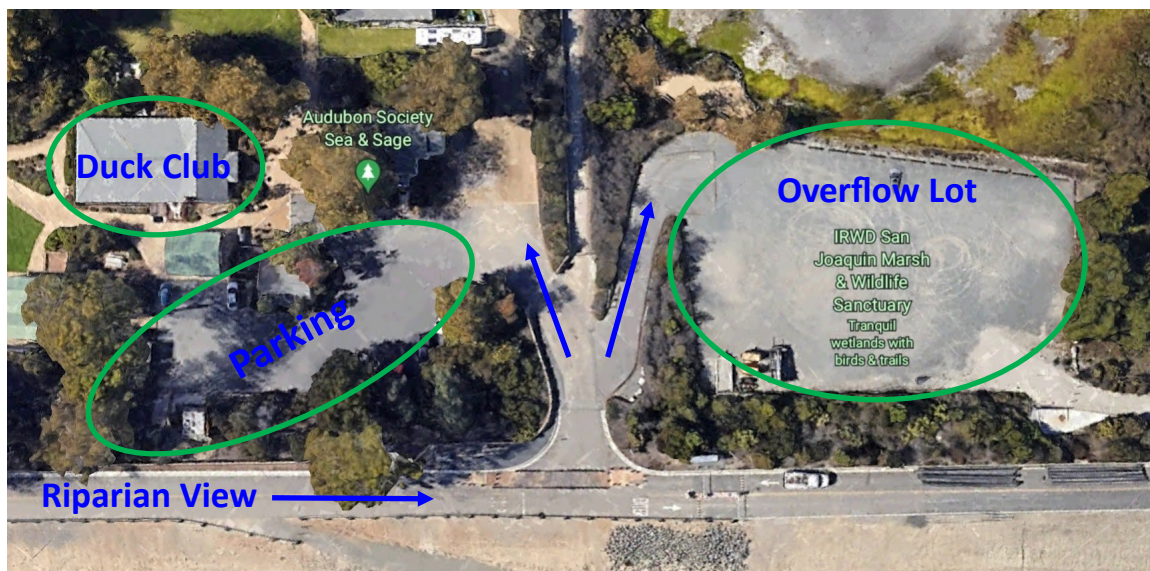 Audubon Society
Sea & Sage
Duck Club
Overflow Lot
IRWD San
Joaquin Marsh
& Wildlife
Sanctuary
Tranquil
wetlands with
birds & trails
Parking
Riparian View